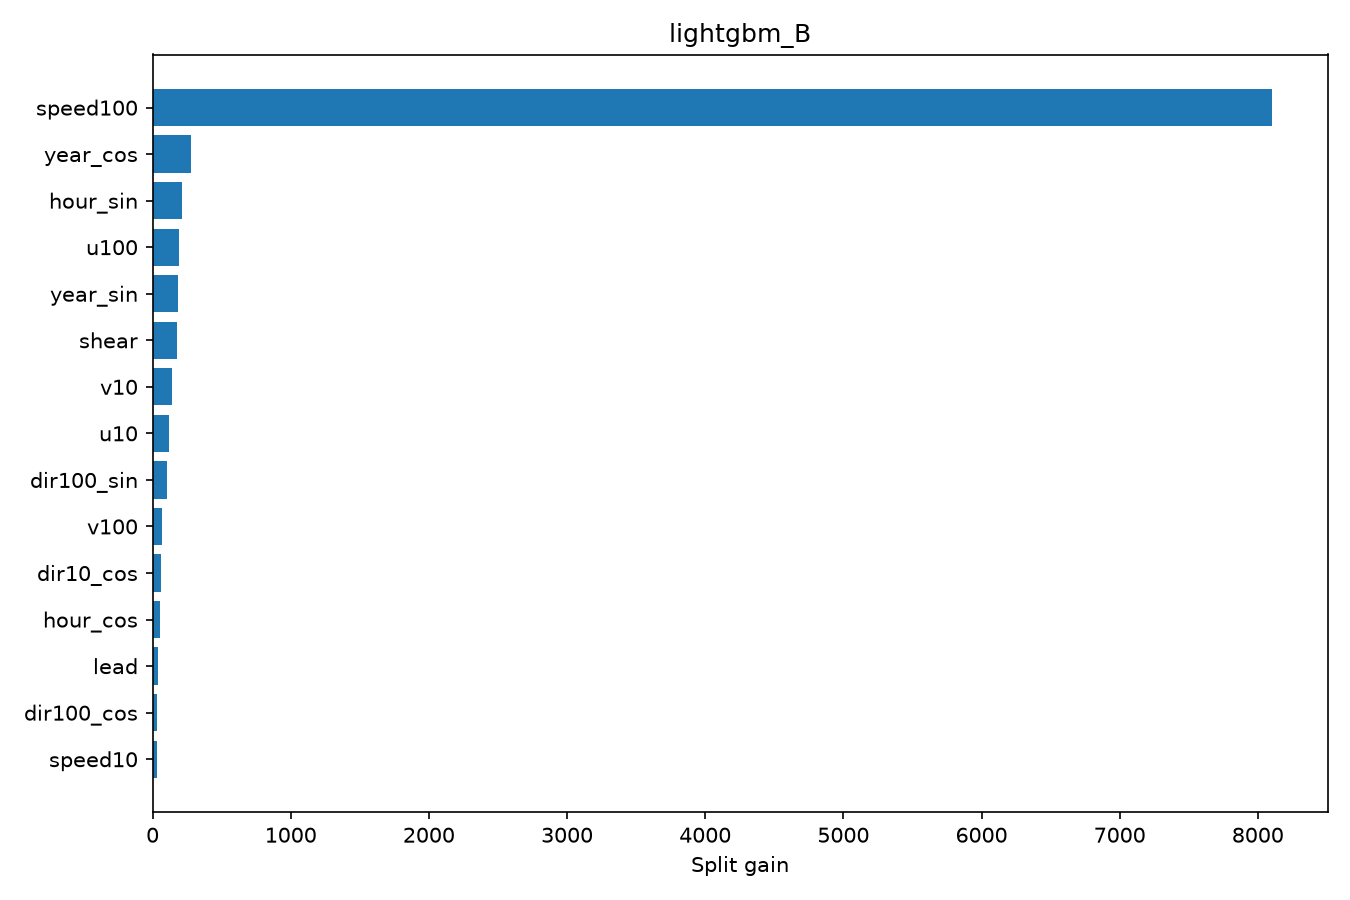 lightgbm_B
speed100
year_cos
hour_sin
u100
year_sin
shear
v10
u10
dir100_sin
v100
dir10_cos
hour_cos
lead
dir100_cos
speed10
0 1000 2000 3000 4000 5000 6000 7000 8000
Split gain